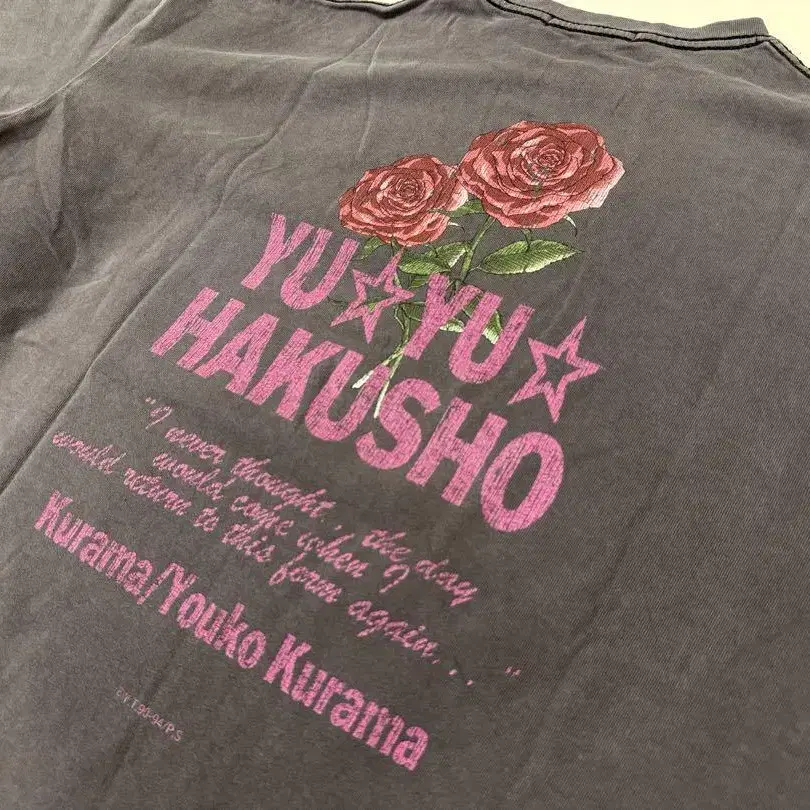 YU☆YU☆
HAKUSHO
"I never thought... the day
would come when I
would return to this form again... "
Kurama/Youko Kurama